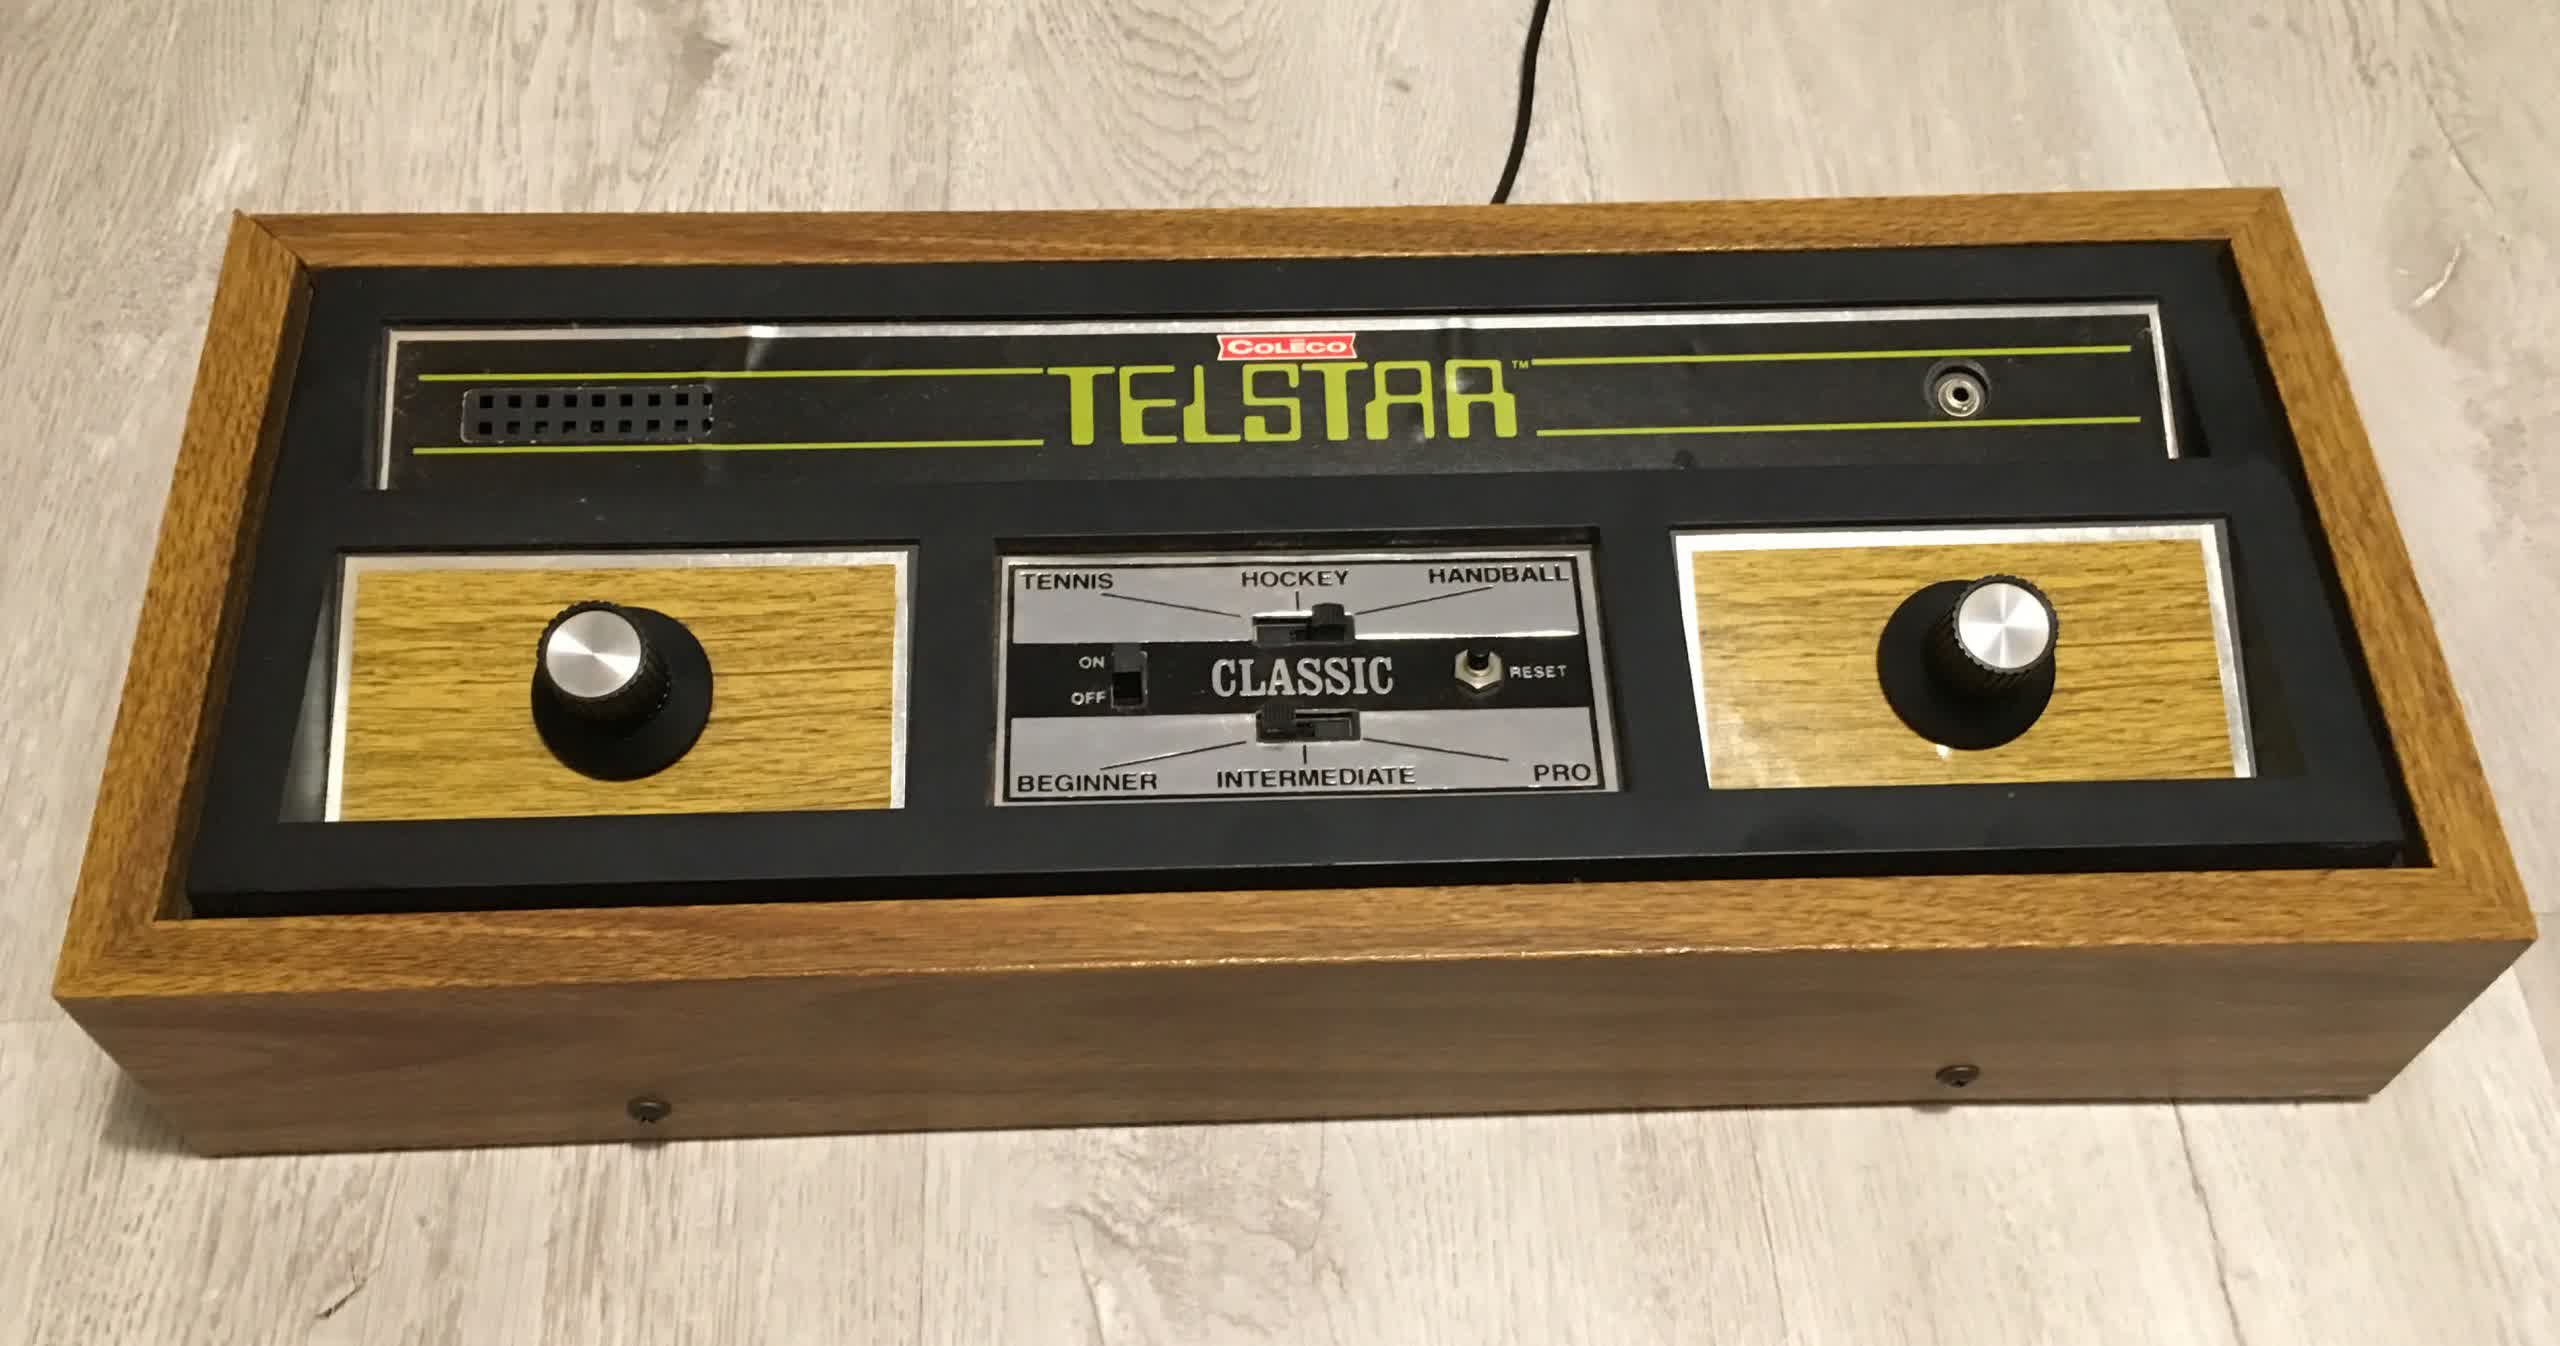 COLECO
TELSTAR™
TENNIS HOCKEY HANDBALL
ON
OFF
CLASSIC
RESET
BEGINNER INTERMEDIATE PRO